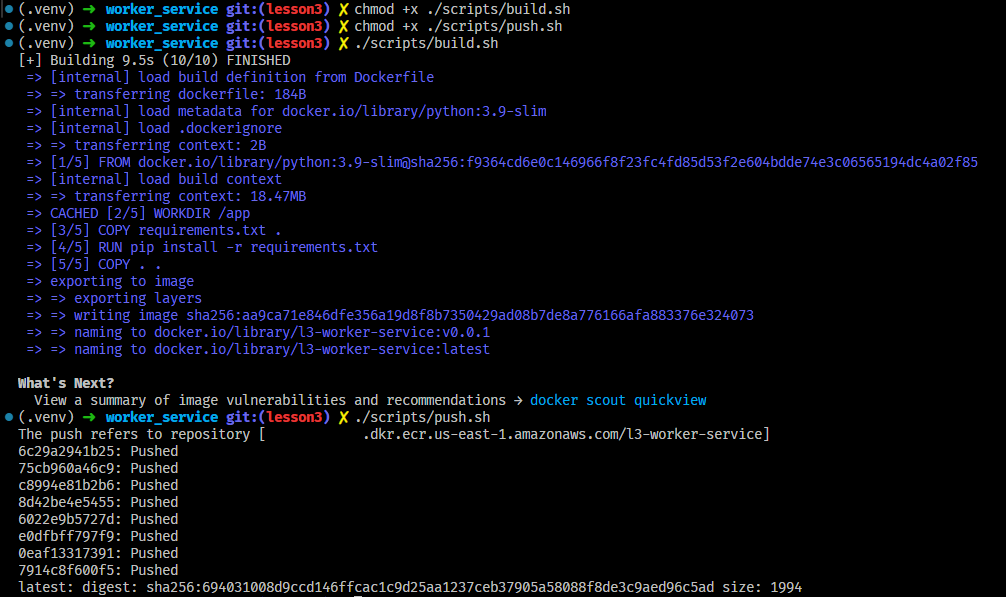 (.venv) ➜ worker_service git:(lesson3) ✗ chmod +x ./scripts/build.sh
(.venv) ➜ worker_service git:(lesson3) ✗ chmod +x ./scripts/push.sh
(.venv) ➜ worker_service git:(lesson3) ✗ ./scripts/build.sh
[+] Building 9.5s (10/10) FINISHED
=> [internal] load build definition from Dockerfile
=> => transferring dockerfile: 184B
=> [internal] load metadata for docker.io/library/python:3.9-slim
=> [internal] load .dockerignore
=> => transferring context: 2B
=> [1/5] FROM docker.io/library/python:3.9-slim@sha256:f9364cd6e0c146966f8f23fc4fd85d53f2e604bdde74e3c06565194dc4a02f85
=> [internal] load build context
=> => transferring context: 18.47MB
=> CACHED [2/5] WORKDIR /app
=> [3/5] COPY requirements.txt .
=> [4/5] RUN pip install -r requirements.txt
=> [5/5] COPY . .
=> exporting to image
=> => exporting layers
=> => writing image sha256:aa9ca71e846dfe356a19d8f8b7350429ad08b7de8a776166afa883376e324073
=> => naming to docker.io/library/l3-worker-service:v0.0.1
=> => naming to docker.io/library/l3-worker-service:latest
What's Next?
View a summary of image vulnerabilities and recommendations → docker scout quickview
(.venv) ➜ worker_service git:(lesson3) ✗ ./scripts/push.sh
The push refers to repository [ .dkr.ecr.us-east-1.amazonaws.com/l3-worker-service]
6c29a2941b25: Pushed
75cb960a46c9: Pushed
c8994e81b2b6: Pushed
8d42be4e5455: Pushed
6022e9b5727d: Pushed
e0dfbff797f9: Pushed
0eaf13317391: Pushed
7914c8f600f5: Pushed
latest: digest: sha256:694031008d9ccd146ffcac1c9d25aa1237ceb37905a58088f8de3c9aed96c5ad size: 1994